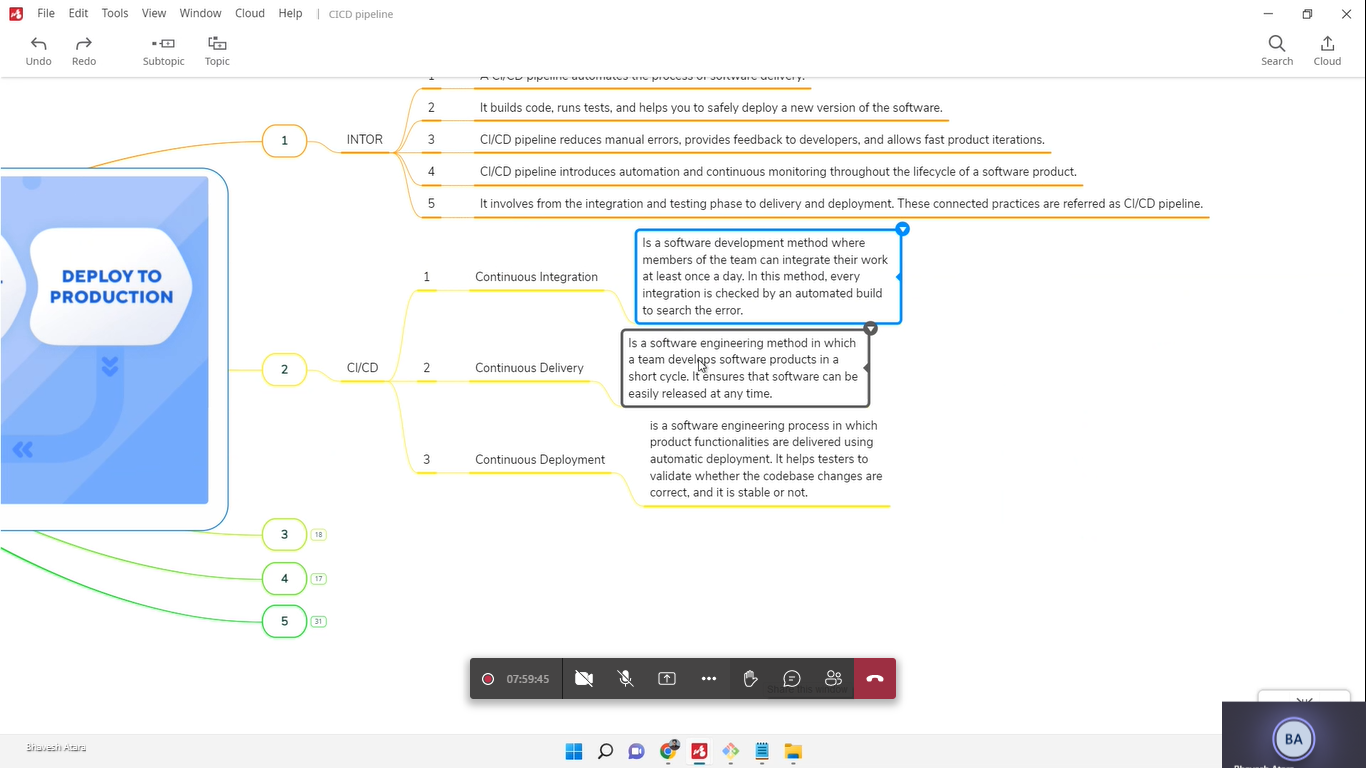 File Edit Tools View Window Cloud Help | CICD pipeline
Undo Redo Subtopic Topic Search Cloud
1 A CI/CD pipeline automates the process of software delivery.
2 It builds code, runs tests, and helps you to safely deploy a new version of the software.
1 INTOR 3 CI/CD pipeline reduces manual errors, provides feedback to developers, and allows fast product iterations.
4 CI/CD pipeline introduces automation and continuous monitoring throughout the lifecycle of a software product.
5 It involves from the integration and testing phase to delivery and deployment. These connected practices are referred as CI/CD pipeline.
DEPLOY TO
PRODUCTION
2 CI/CD
1 Continuous Integration
Is a software development method where
members of the team can integrate their work
at least once a day. In this method, every
integration is checked by an automated build
to search the error.
2 Continuous Delivery
Is a software engineering method in which
a team develops software products in a
short cycle. It ensures that software can be
easily released at any time.
3 Continuous Deployment
is a software engineering process in which
product functionalities are delivered using
automatic deployment. It helps testers to
validate whether the codebase changes are
correct, and it is stable or not.
3 18
4 17
5 31
07:59:45
Bhavesh Atara
BA
Bhavesh Atara